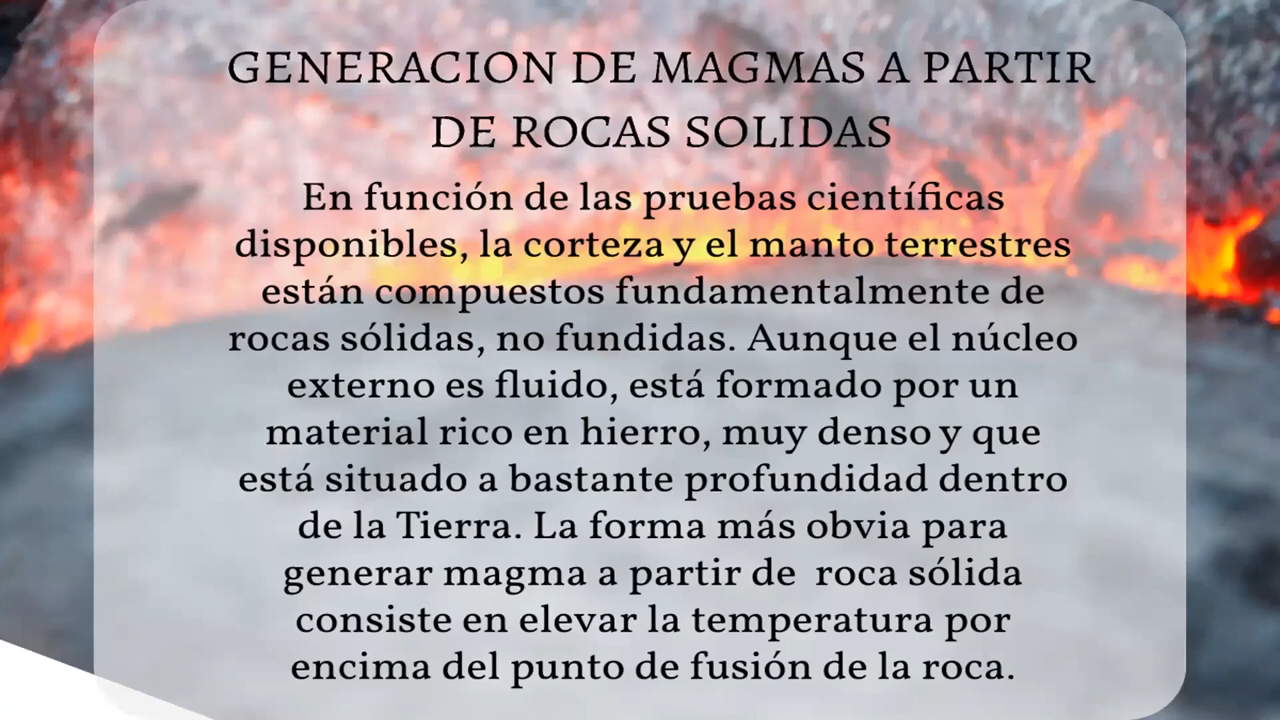 GENERACION DE MAGMAS A PARTIR
DE ROCAS SOLIDAS
En función de las pruebas científicas
disponibles, la corteza y el manto terrestres
están compuestos fundamentalmente de
rocas sólidas, no fundidas. Aunque el núcleo
externo es fluido, está formado por un
material rico en hierro, muy denso y que
está situado a bastante profundidad dentro
de la Tierra. La forma más obvia para
generar magma a partir de  roca sólida
consiste en elevar la temperatura por
encima del punto de fusión de la roca.